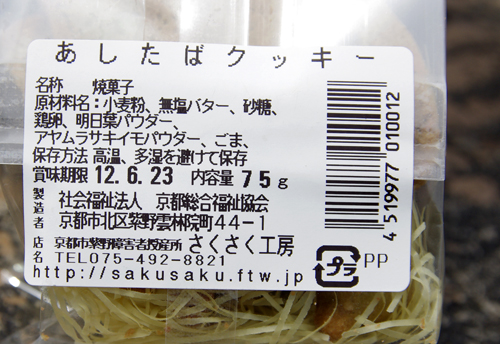 あしたばクッキー
名称　焼菓子
原材料名：小麦粉、無塩バター、砂糖、
鶏卵、明日葉パウダー、
アヤムラサキイモパウダー、ごま、
保存方法 高温、多湿を避けて保存
賞味期限 12.6.23 内容量 75g
製造 社会福祉法人 京都総合福祉協会
京都市北区紫野雲林院町44-1
店名 京都市紫野障害者授産所 さくさく工房
TEL075-492-8821
http://sakusaku.ftw.jp
プラ PP
4 519977 010012